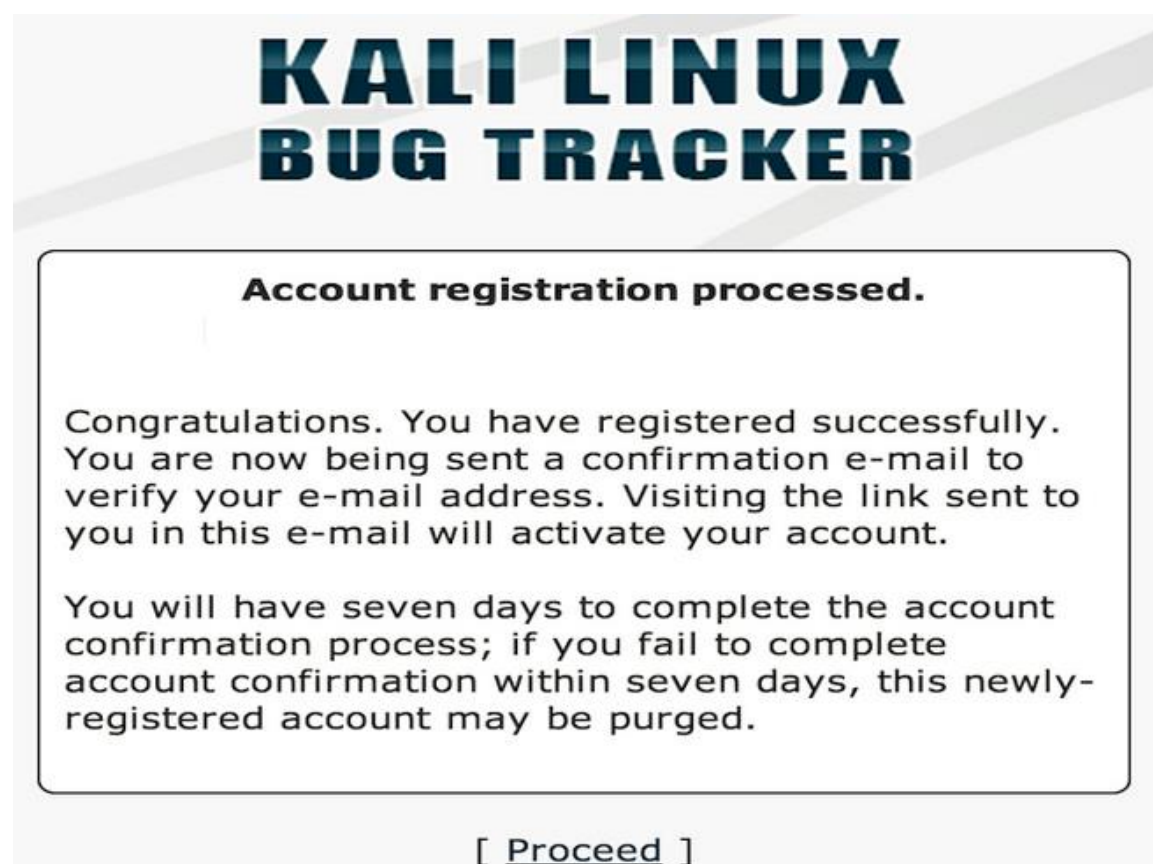 KALI LINUX
BUG TRACKER
Account registration processed.
Congratulations. You have registered successfully.
You are now being sent a confirmation e-mail to
verify your e-mail address. Visiting the link sent to
you in this e-mail will activate your account.
You will have seven days to complete the account
confirmation process; if you fail to complete
account confirmation within seven days, this newly-
registered account may be purged.
[ Proceed ]